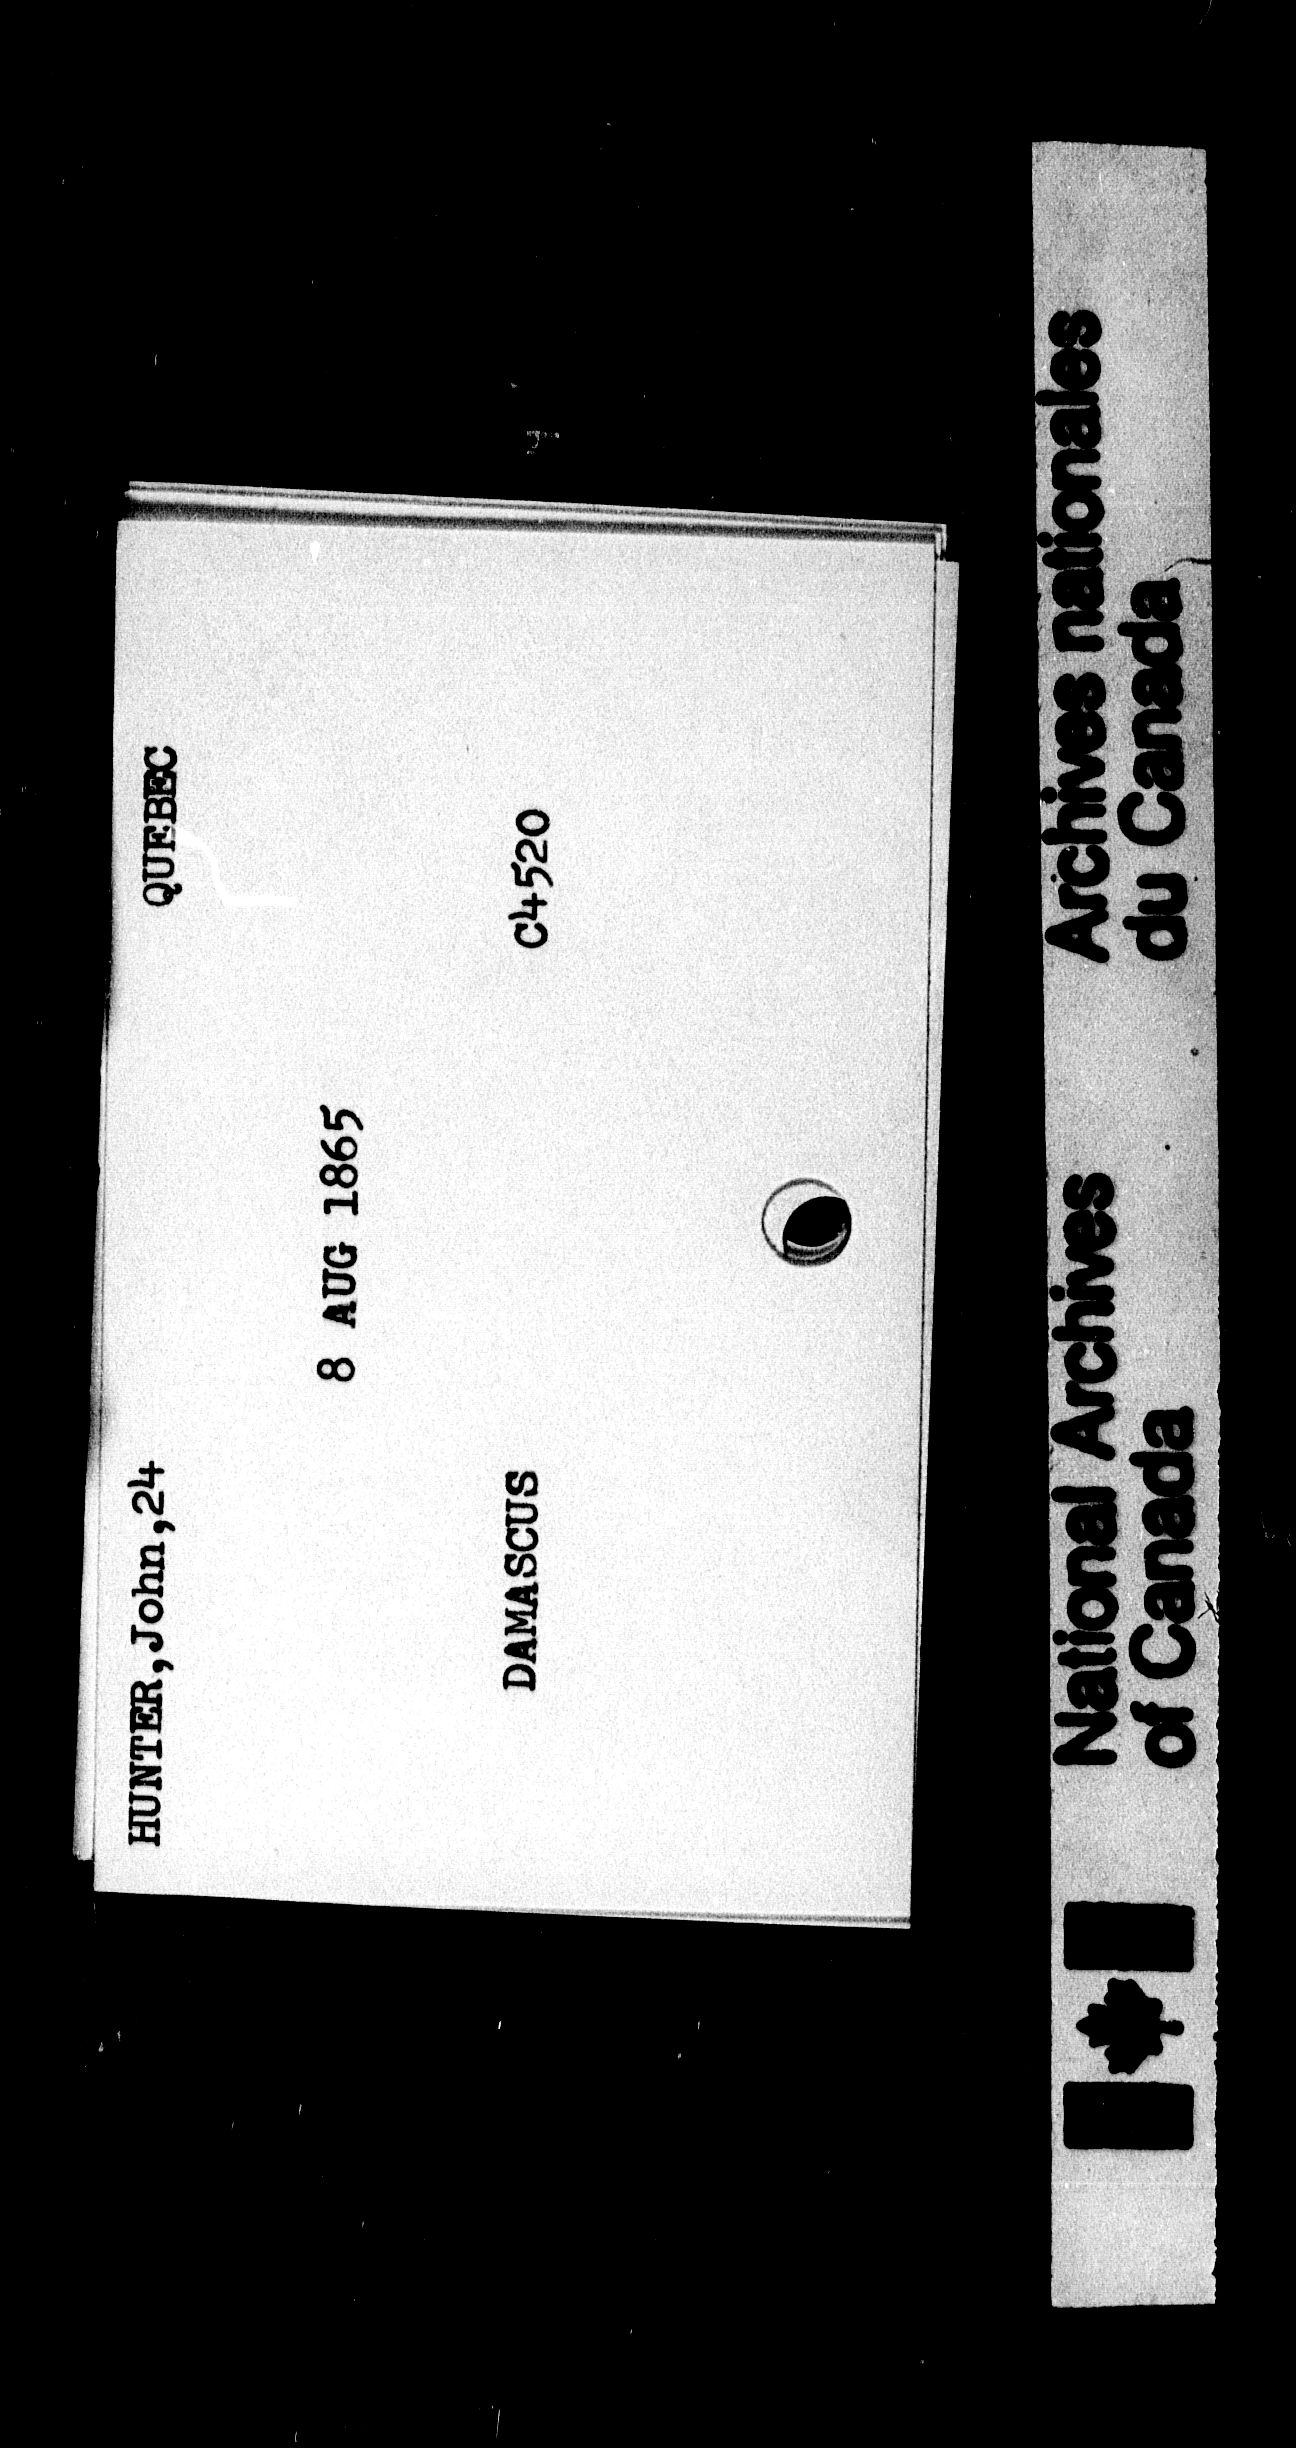 HUNTER,John,24 QUEBEC
8 AUG 1865
DAMASCUS C4520
National Archives
of Canada
Archives nationales
du Canada